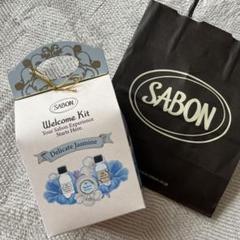 SABON
Welcome Kit
Your Sabon Experience
Starts Here.
Delicate Jasmine
SABON